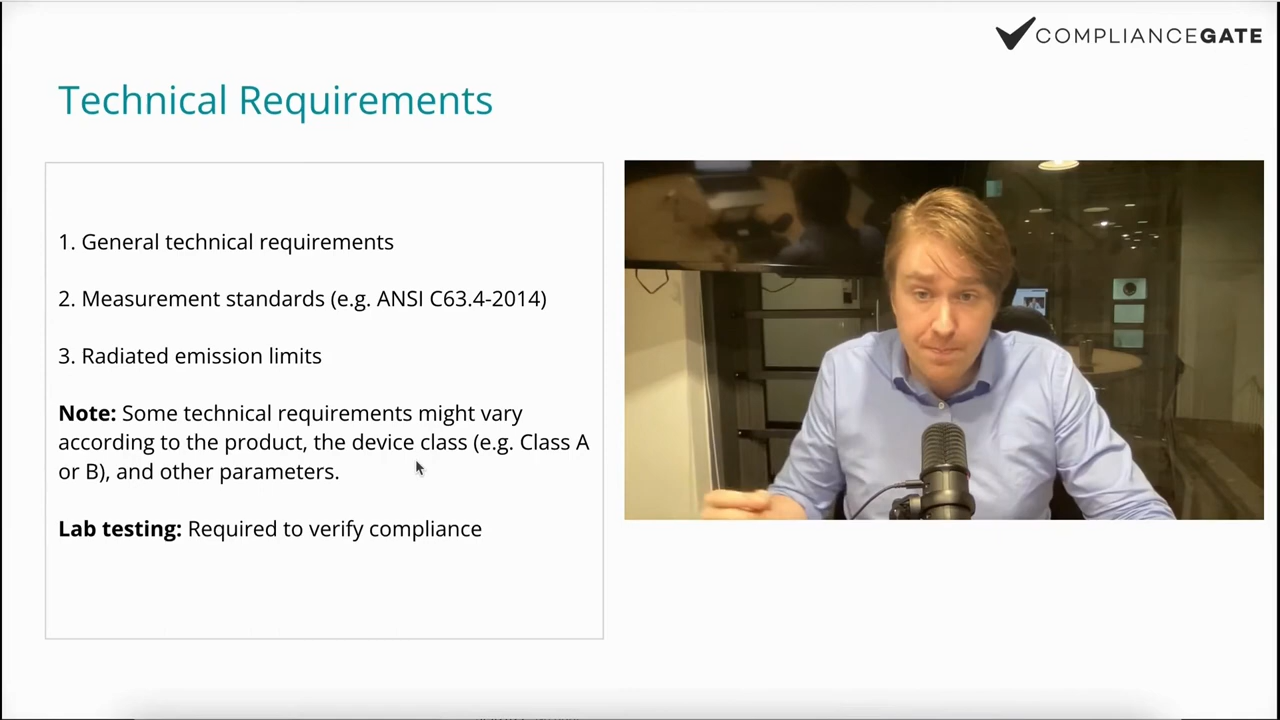 COMPLIANCEGATE
Technical Requirements
1. General technical requirements
2. Measurement standards (e.g. ANSI C63.4-2014)
3. Radiated emission limits
Note: Some technical requirements might vary
according to the product, the device class (e.g. Class A
or B), and other parameters.
Lab testing: Required to verify compliance